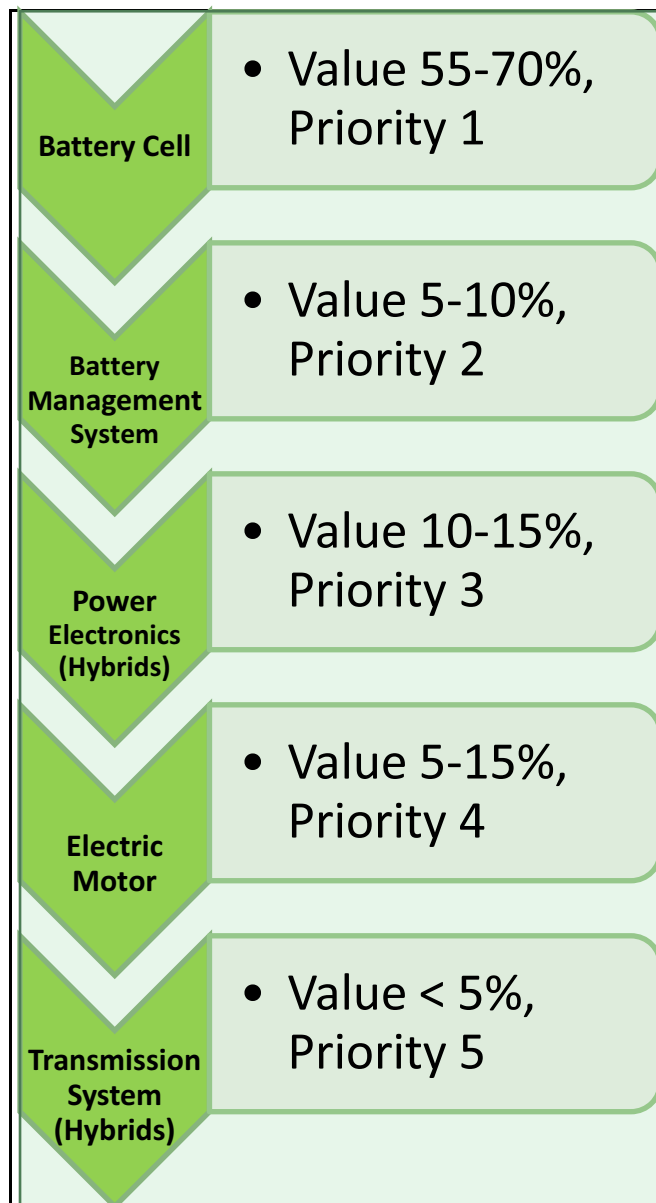 Battery Cell
• Value 55-70%,
Priority 1
Battery
Management
System
• Value 5-10%,
Priority 2
Power
Electronics
(Hybrids)
• Value 10-15%,
Priority 3
Electric
Motor
• Value 5-15%,
Priority 4
Transmission
System
(Hybrids)
• Value < 5%,
Priority 5